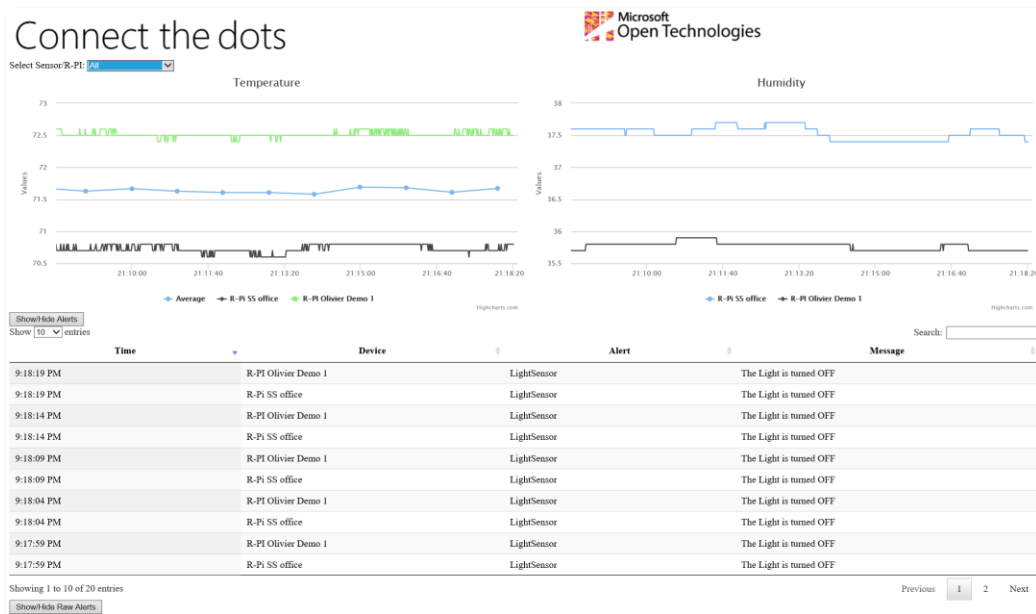 Connect the dots
Microsoft
Open Technologies
Select Sensor/R-PI: All
Temperature
73
72.5
72
71.5
71
70.5
Values
21:10:00 21:11:40 21:13:20 21:15:00 21:16:40 21:18:20
Average R-Pi SS office R-PI Olivier Demo 1
Highcharts.com
Humidity
38
37.5
37
36.5
36
35.5
Values
21:10:00 21:11:40 21:13:20 21:15:00 21:16:40 21:18:20
R-Pi SS office R-PI Olivier Demo 1
Highcharts.com
Show/Hide Alerts
Show 10 entries Search:
Time Device Alert Message
9:18:19 PM R-PI Olivier Demo 1 LightSensor The Light is turned OFF
9:18:19 PM R-Pi SS office LightSensor The Light is turned OFF
9:18:14 PM R-PI Olivier Demo 1 LightSensor The Light is turned OFF
9:18:14 PM R-Pi SS office LightSensor The Light is turned OFF
9:18:09 PM R-PI Olivier Demo 1 LightSensor The Light is turned OFF
9:18:09 PM R-Pi SS office LightSensor The Light is turned OFF
9:18:04 PM R-PI Olivier Demo 1 LightSensor The Light is turned OFF
9:18:04 PM R-Pi SS office LightSensor The Light is turned OFF
9:17:59 PM R-PI Olivier Demo 1 LightSensor The Light is turned OFF
9:17:59 PM R-Pi SS office LightSensor The Light is turned OFF
Showing 1 to 10 of 20 entries Previous 1 2 Next
Show/Hide Raw Alerts